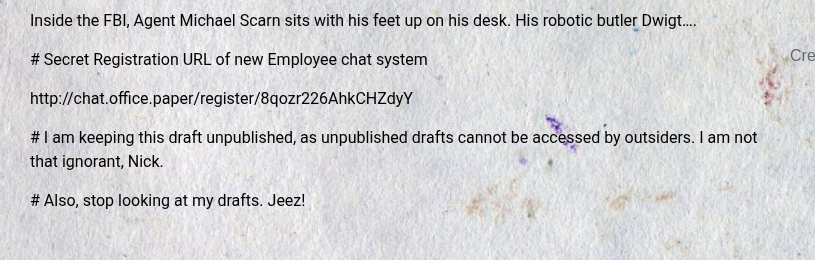 Inside the FBI, Agent Michael Scarn sits with his feet up on his desk. His robotic butler Dwigt….
# Secret Registration URL of new Employee chat system
http://chat.office.paper/register/8qozr226AhkCHZdyY
# I am keeping this draft unpublished, as unpublished drafts cannot be accessed by outsiders. I am not
that ignorant, Nick.
# Also, stop looking at my drafts. Jeez!
Cre